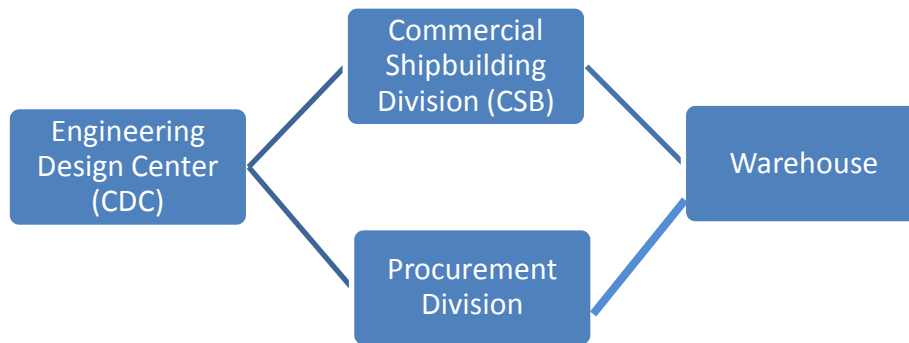 Commercial
Shipbuilding
Division (CSB)
Engineering
Design Center
(CDC)
Warehouse
Procurement
Division